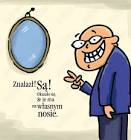 Znalazł! Są!
Okazało się,
że je ma
na własnym
nosie.